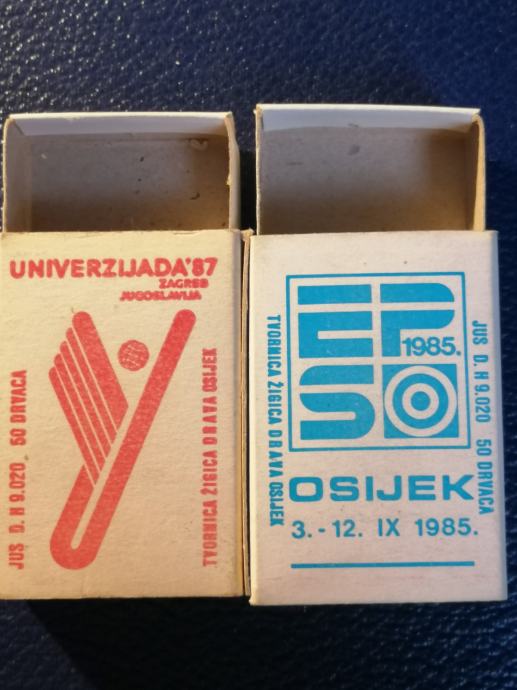 UNIVERZIJADA'87
ZAGREB
JUGOSLAVIJA
JUS D. H 9.020 50 DRVACA
TVORNICA ŽIGICA DRAVA OSIJEK
EP
1985.
SO
TVORNICA ŽIGICA DRAVA OSIJEK
JUS D. H 9.020 50 DRVACA
OSIJEK
3. - 12. IX 1985.